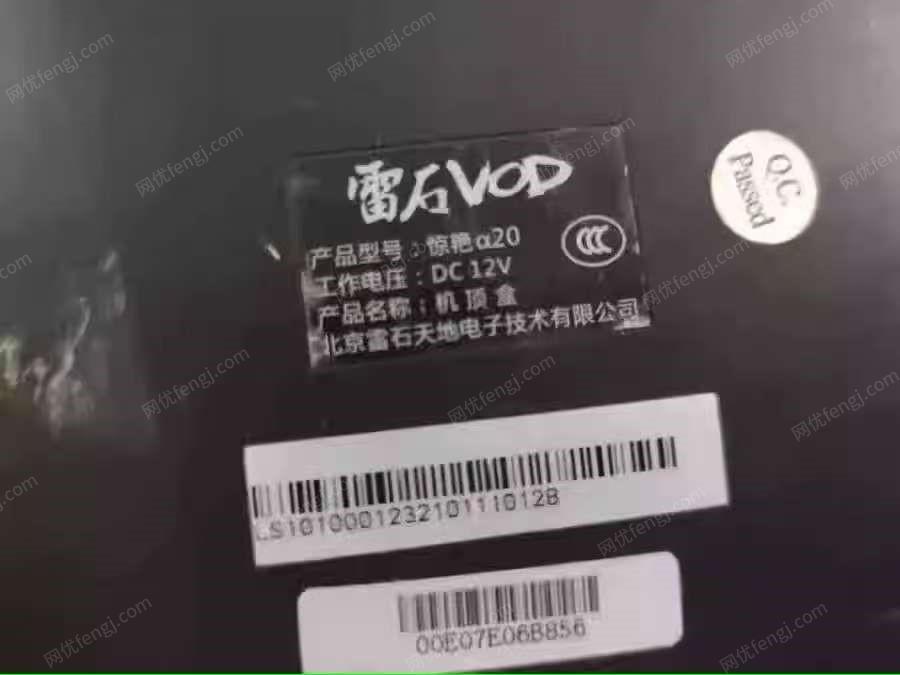 雷石VOD
产品型号：惊艳α20
工作电压：DC 12V
产品名称：机顶盒
北京雷石天地电子技术有限公司
CCC
Q.C.
Passed
LS1010001232101110128
00E07E06B856
网优fengj.com